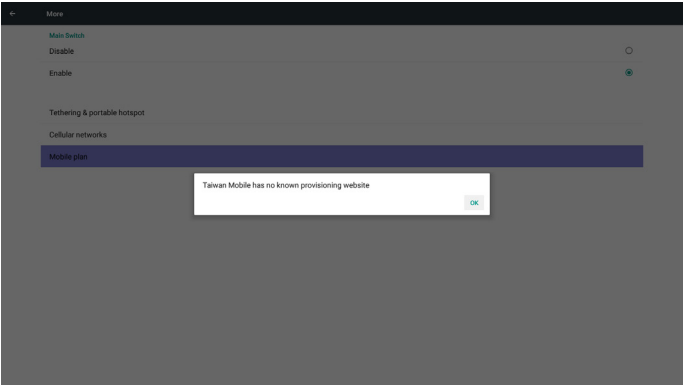 More
Main Switch
Disable
Enable
Tethering & portable hotspot
Cellular networks
Mobile plan
Taiwan Mobile has no known provisioning website
OK